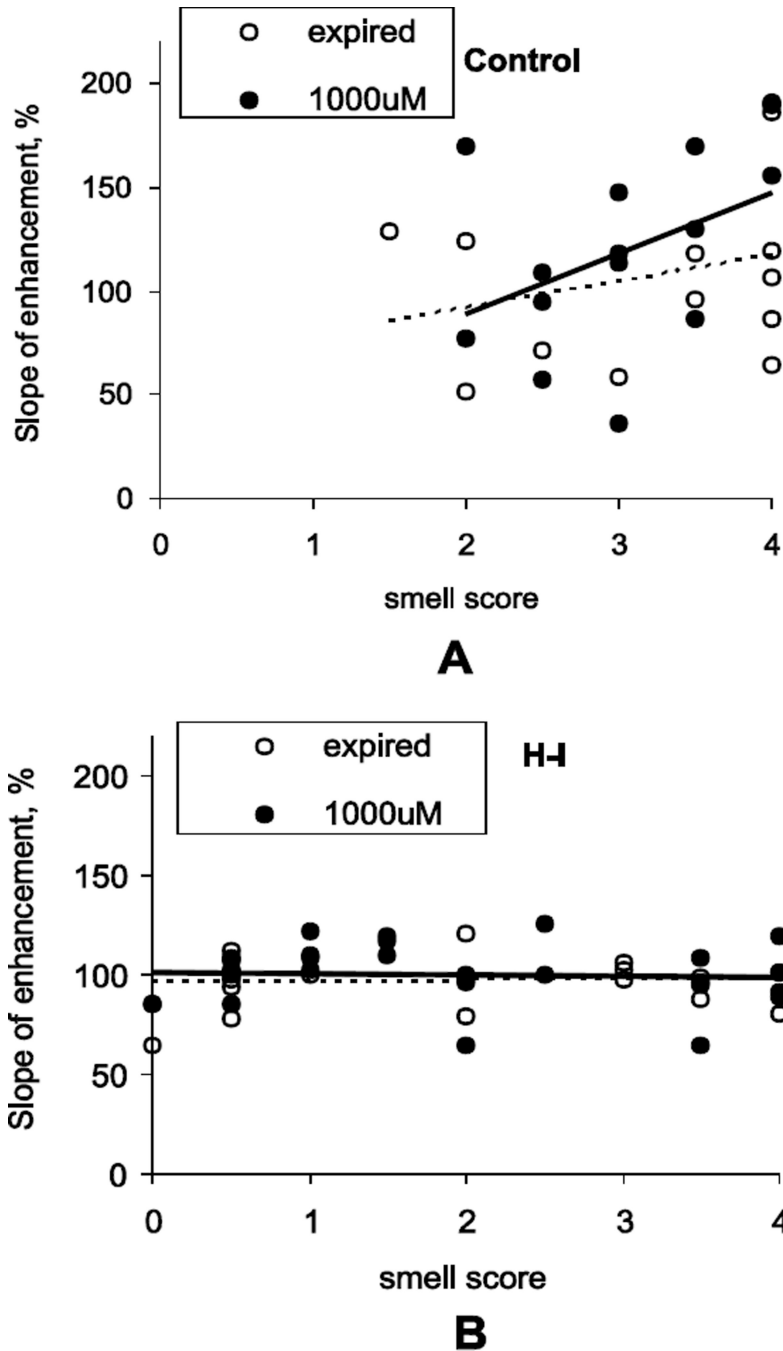 expired
1000uM
Control
Slope of enhancement, %
200
150
100
50
0
0 1 2 3 4
smell score
A
expired
1000uM
H-I
Slope of enhancement, %
200
150
100
50
0
0 1 2 3 4
smell score
B